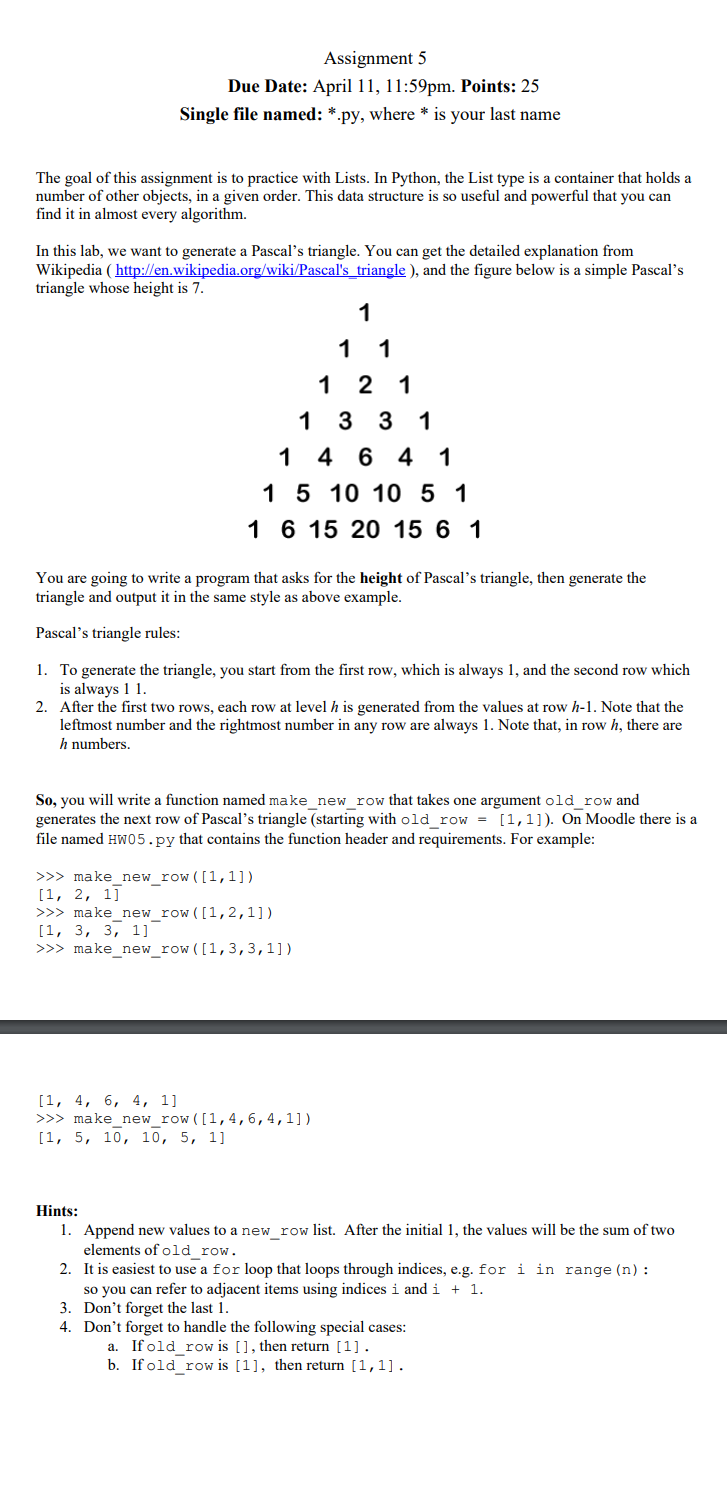 Assignment 5
Due Date: April 11, 11:59pm. Points: 25
Single file named: *.py, where * is your last name
The goal of this assignment is to practice with Lists. In Python, the List type is a container that holds a
number of other objects, in a given order. This data structure is so useful and powerful that you can
find it in almost every algorithm.
In this lab, we want to generate a Pascal’s triangle. You can get the detailed explanation from
Wikipedia ( http://en.wikipedia.org/wiki/Pascal's_triangle ), and the figure below is a simple Pascal’s
triangle whose height is 7.
1
1 1
1 2 1
1 3 3 1
1 4 6 4 1
1 5 10 10 5 1
1 6 15 20 15 6 1
You are going to write a program that asks for the height of Pascal’s triangle, then generate the
triangle and output it in the same style as above example.
Pascal’s triangle rules:
1. To generate the triangle, you start from the first row, which is always 1, and the second row which
is always 1 1.
2. After the first two rows, each row at level h is generated from the values at row h-1. Note that the
leftmost number and the rightmost number in any row are always 1. Note that, in row h, there are
h numbers.
So, you will write a function named make_new_row that takes one argument old_row and
generates the next row of Pascal’s triangle (starting with old_row = [1,1]). On Moodle there is a
file named HW05.py that contains the function header and requirements. For example:
>>> make_new_row([1,1])
[1, 2, 1]
>>> make_new_row([1,2,1])
[1, 3, 3, 1]
>>> make_new_row([1,3,3,1])
[1, 4, 6, 4, 1]
>>> make_new_row([1,4,6,4,1])
[1, 5, 10, 10, 5, 1]
Hints:
1. Append new values to a new_row list. After the initial 1, the values will be the sum of two
elements of old_row.
2. It is easiest to use a for loop that loops through indices, e.g. for i in range(n):
so you can refer to adjacent items using indices i and i + 1.
3. Don’t forget the last 1.
4. Don’t forget to handle the following special cases:
a. If old_row is [], then return [1].
b. If old_row is [1], then return [1,1].